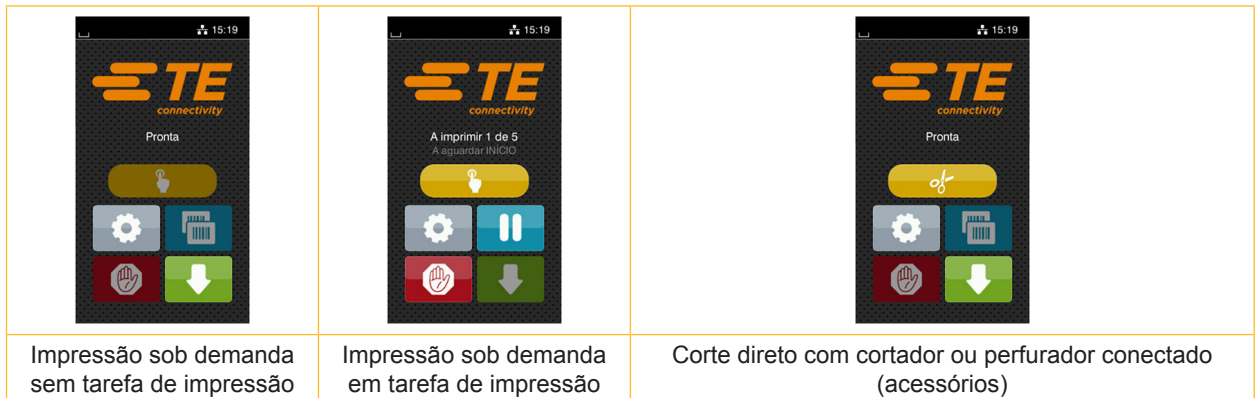 15:19
TE
connectivity
Pronta
Impressão sob demanda
sem tarefa de impressão
15:19
TE
connectivity
A imprimir 1 de 5
A aguardar INÍCIO
Impressão sob demanda
em tarefa de impressão
15:19
TE
connectivity
Pronta
Corte direto com cortador ou perfurador conectado
(acessórios)